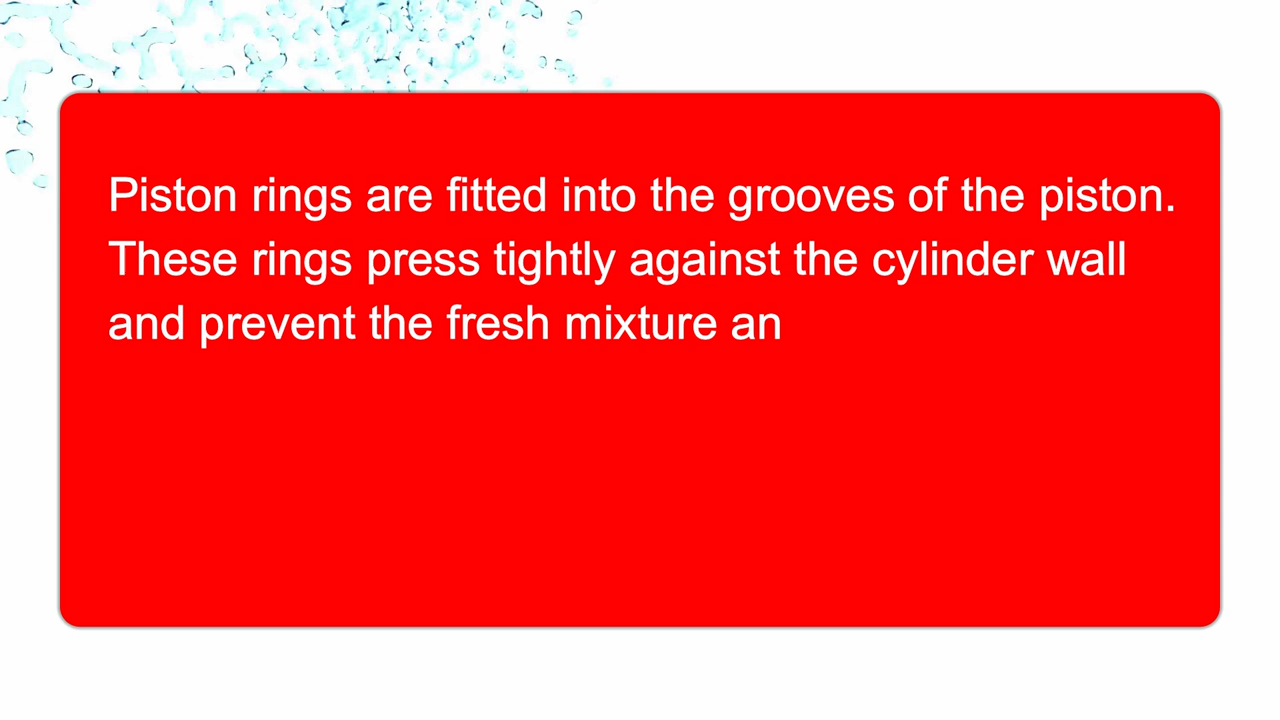 Piston rings are fitted into the grooves of the piston.
These rings press tightly against the cylinder wall
and prevent the fresh mixture an